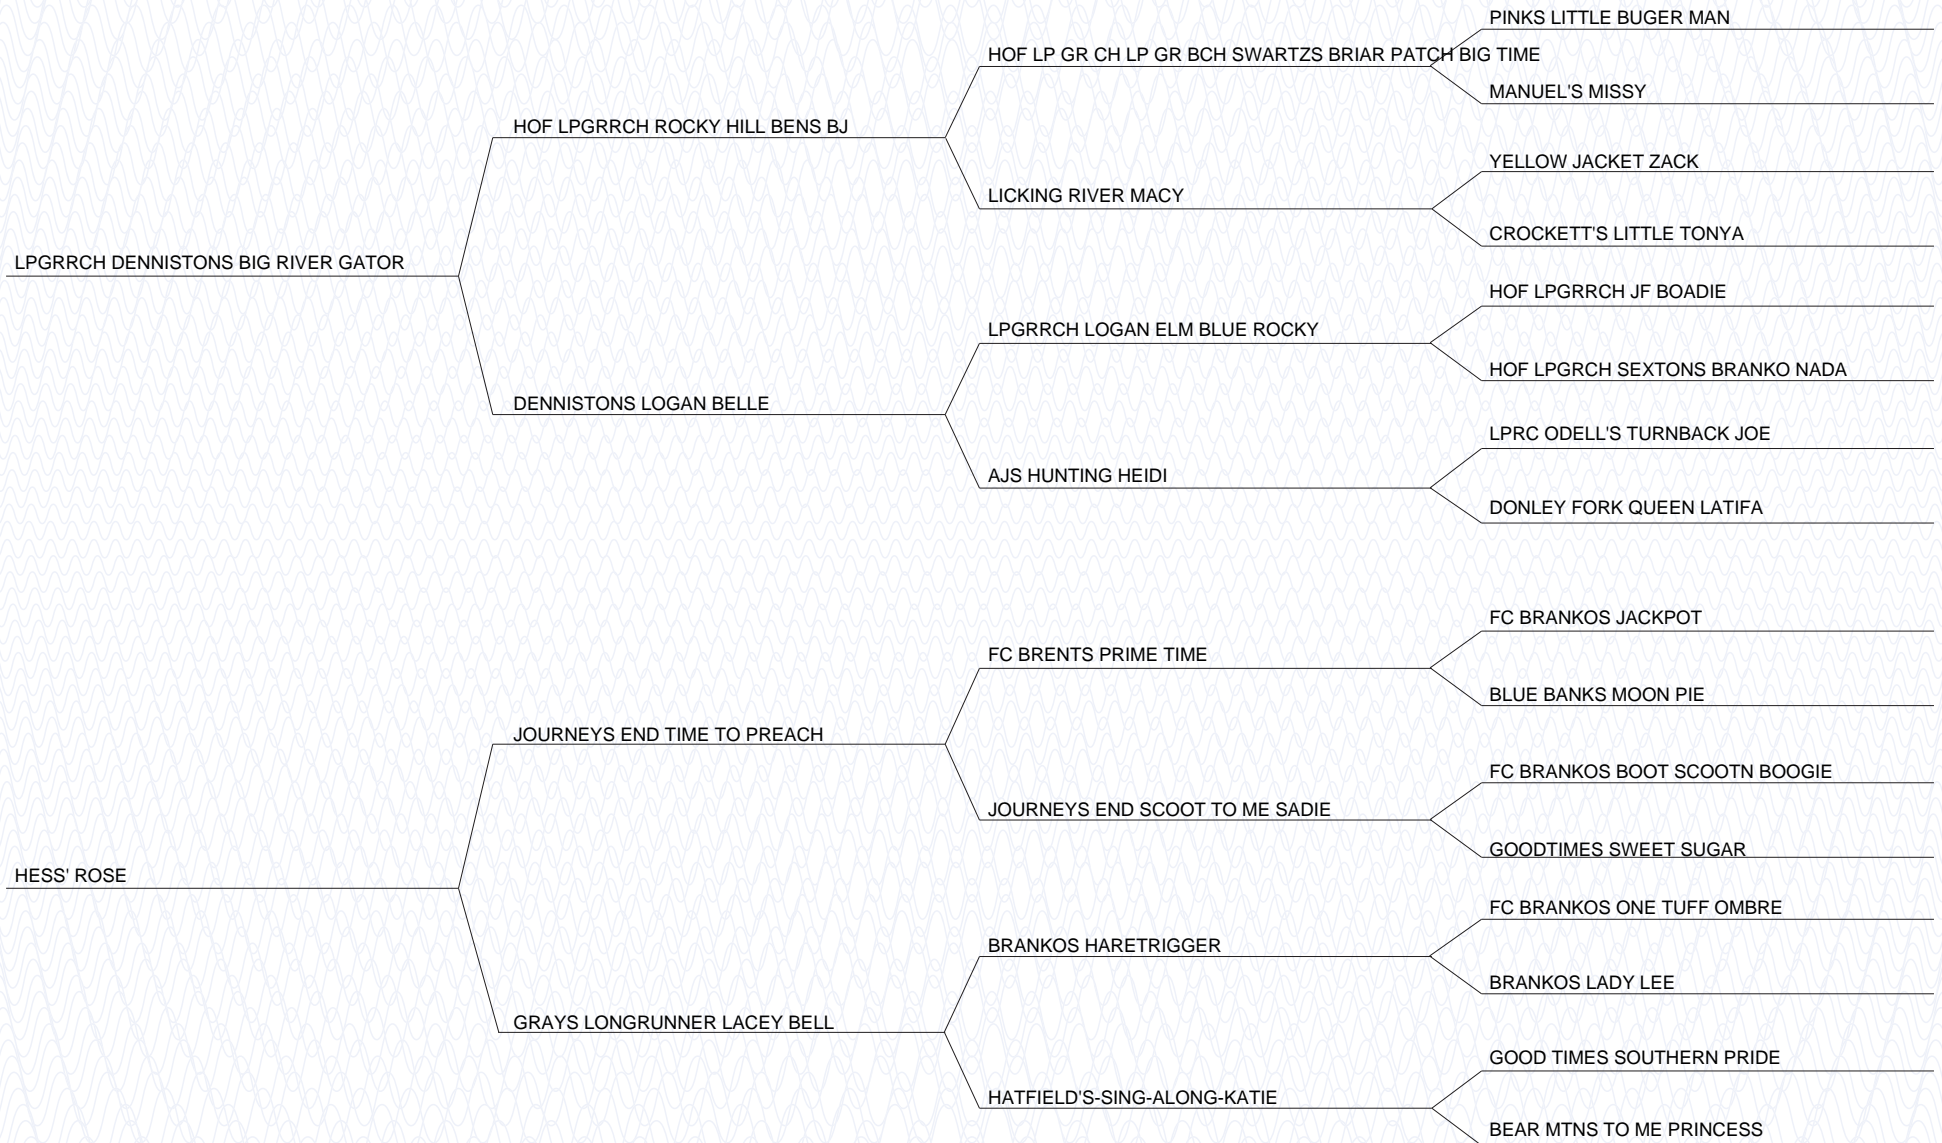 PINKS LITTLE BUGER MAN
HOF LP GR CH LP GR BCH SWARTZS BRIAR PATCH BIG TIME
MANUEL'S MISSY
HOF LPGRRCH ROCKY HILL BENS BJ
YELLOW JACKET ZACK
LICKING RIVER MACY
CROCKETT'S LITTLE TONYA
LPGRRCH DENNISTONS BIG RIVER GATOR
HOF LPGRRCH JF BOADIE
LPGRRCH LOGAN ELM BLUE ROCKY
HOF LPGRCH SEXTONS BRANKO NADA
DENNISTONS LOGAN BELLE
LPRC ODELL'S TURNBACK JOE
AJS HUNTING HEIDI
DONLEY FORK QUEEN LATIFA
FC BRANKOS JACKPOT
FC BRENTS PRIME TIME
BLUE BANKS MOON PIE
JOURNEYS END TIME TO PREACH
FC BRANKOS BOOT SCOOTN BOOGIE
JOURNEYS END SCOOT TO ME SADIE
GOODTIMES SWEET SUGAR
HESS' ROSE
FC BRANKOS ONE TUFF OMBRE
BRANKOS HARETRIGGER
BRANKOS LADY LEE
GRAYS LONGRUNNER LACEY BELL
GOOD TIMES SOUTHERN PRIDE
HATFIELD'S-SING-ALONG-KATIE
BEAR MTNS TO ME PRINCESS